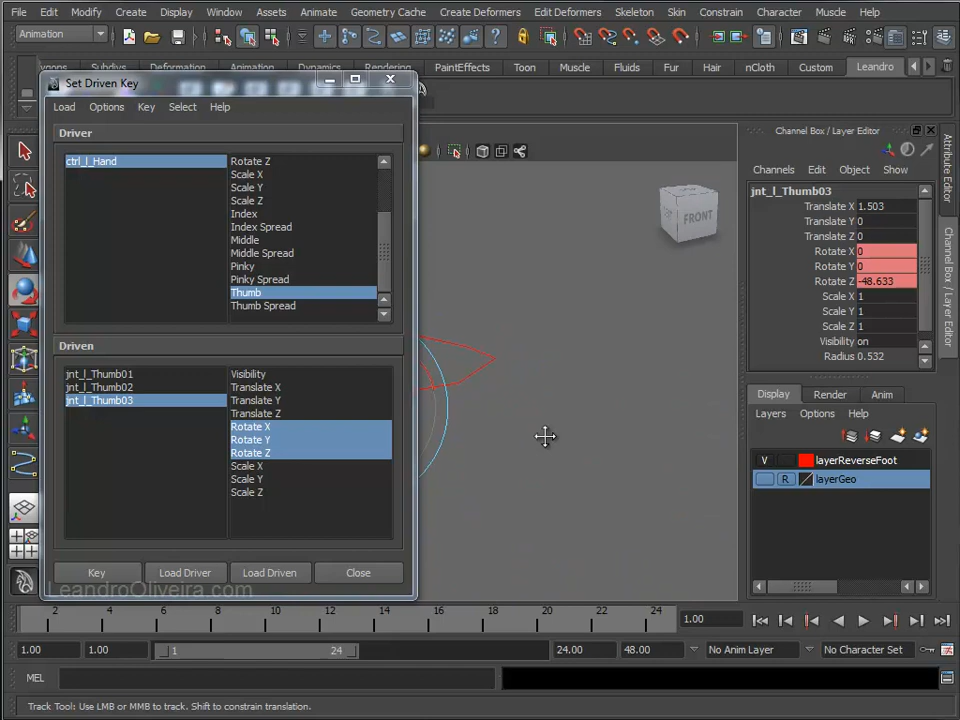 File Edit Modify Create Display Window Assets Animate Geometry Cache Create Deformers Edit Deformers Skeleton Skin Constrain Character Muscle Help
Animation
ygons Subdivs Deformation Animation Dynamics Rendering PaintEffects Toon Muscle Fluids Fur Hair nCloth Custom Leandro
Set Driven Key
Load Options Key Select Help
Driver
ctrl_l_Hand
Rotate Z
Scale X
Scale Y
Scale Z
Index
Index Spread
Middle
Middle Spread
Pinky
Pinky Spread
Thumb
Thumb Spread
Driven
jnt_l_Thumb01
jnt_l_Thumb02
jnt_l_Thumb03
Visibility
Translate X
Translate Y
Translate Z
Rotate X
Rotate Y
Rotate Z
Scale X
Scale Y
Scale Z
Key Load Driver Load Driven Close
LeandroOliveira.com
FRONT
Channel Box / Layer Editor
Channels Edit Object Show
jnt_l_Thumb03
Translate X 1.503
Translate Y 0
Translate Z 0
Rotate X 0
Rotate Y 0
Rotate Z -48.633
Scale X 1
Scale Y 1
Scale Z 1
Visibility on
Radius 0.532
Display Render Anim
Layers Options Help
V layerReverseFoot
R layerGeo
Attribute Editor
Channel Box / Layer Editor
2 4 6 8 10 12 14 16 18 20 22 24
1.00
1.00 1.00 1 24 24.00 48.00 No Anim Layer No Character Set
MEL
Track Tool: Use LMB or MMB to track. Shift to constrain translation.